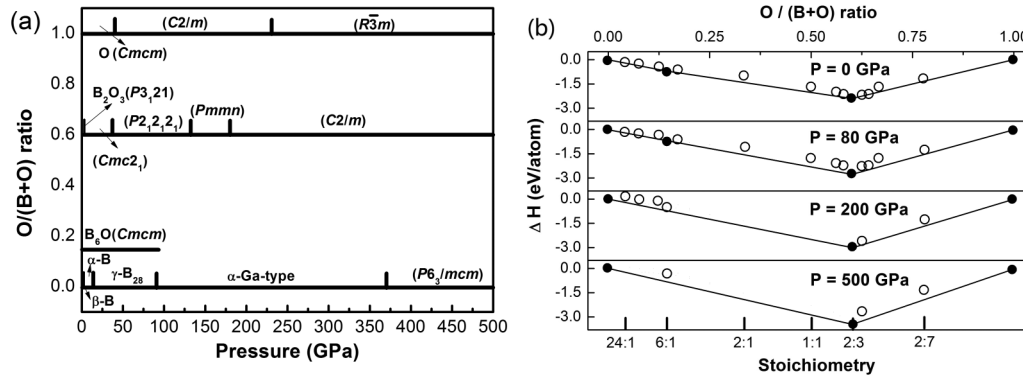 (a)
O/(B+O) ratio
1.0
0.8
0.6
0.4
0.2
0.0
(C2/m)
(R3̅m)
O (Cmcm)
B₂O₃(P3₁21)
(P2₁2₁2₁)
(Pmmn)
(C2/m)
(Cmc2₁)
B₆O(Cmcm)
α-B
γ-B₂₈
α-Ga-type
(P6₃/mcm)
β-B
0 50 100 150 200 250 300 350 400 450 500
Pressure (GPa)
(b)
O / (B+O) ratio
0.00 0.25 0.50 0.75 1.00
Δ H (eV/atom)
0.0
-1.5
-3.0
P = 0 GPa
0.0
-1.5
-3.0
P = 80 GPa
0.0
-1.5
-3.0
P = 200 GPa
0.0
-1.5
-3.0
P = 500 GPa
24:1 6:1 2:1 1:1 2:3 2:7
Stoichiometry